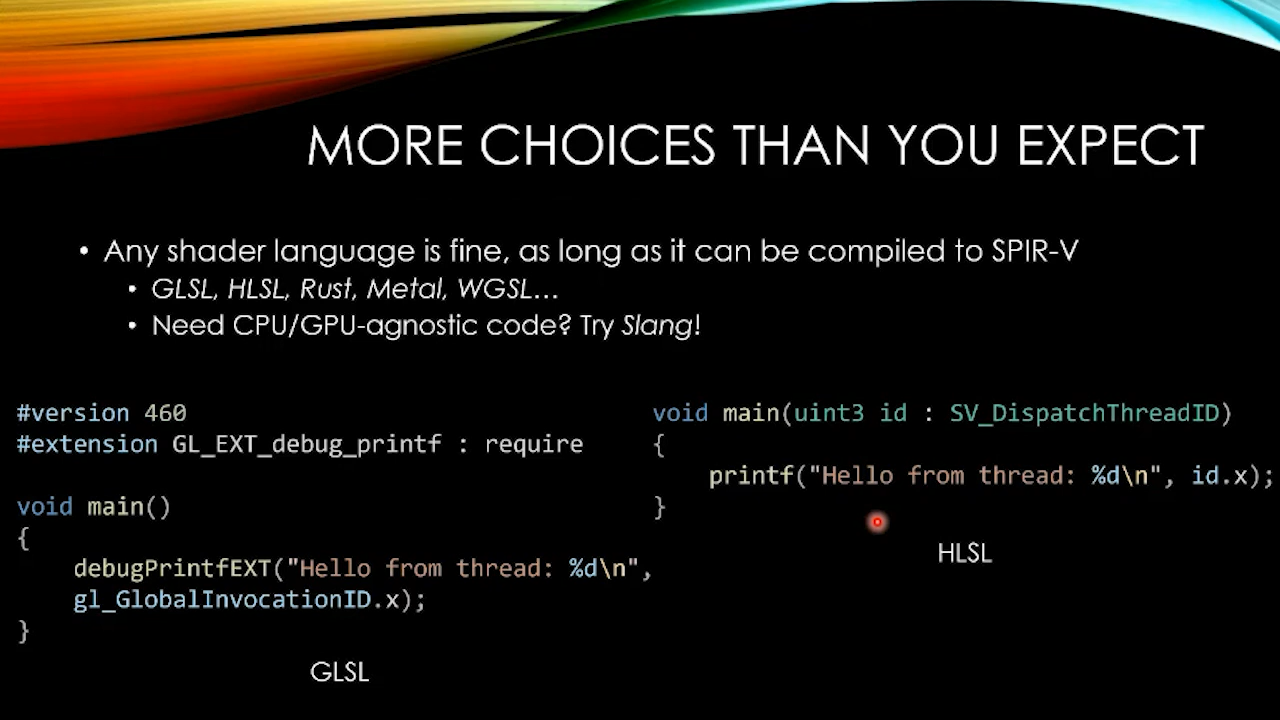 MORE CHOICES THAN YOU EXPECT
• Any shader language is fine, as long as it can be compiled to SPIR-V
• GLSL, HLSL, Rust, Metal, WGSL…
• Need CPU/GPU-agnostic code? Try Slang!
#version 460
#extension GL_EXT_debug_printf : require
void main()
{
debugPrintfEXT("Hello from thread: %d\n",
gl_GlobalInvocationID.x);
}
GLSL
void main(uint3 id : SV_DispatchThreadID)
{
printf("Hello from thread: %d\n", id.x);
}
HLSL